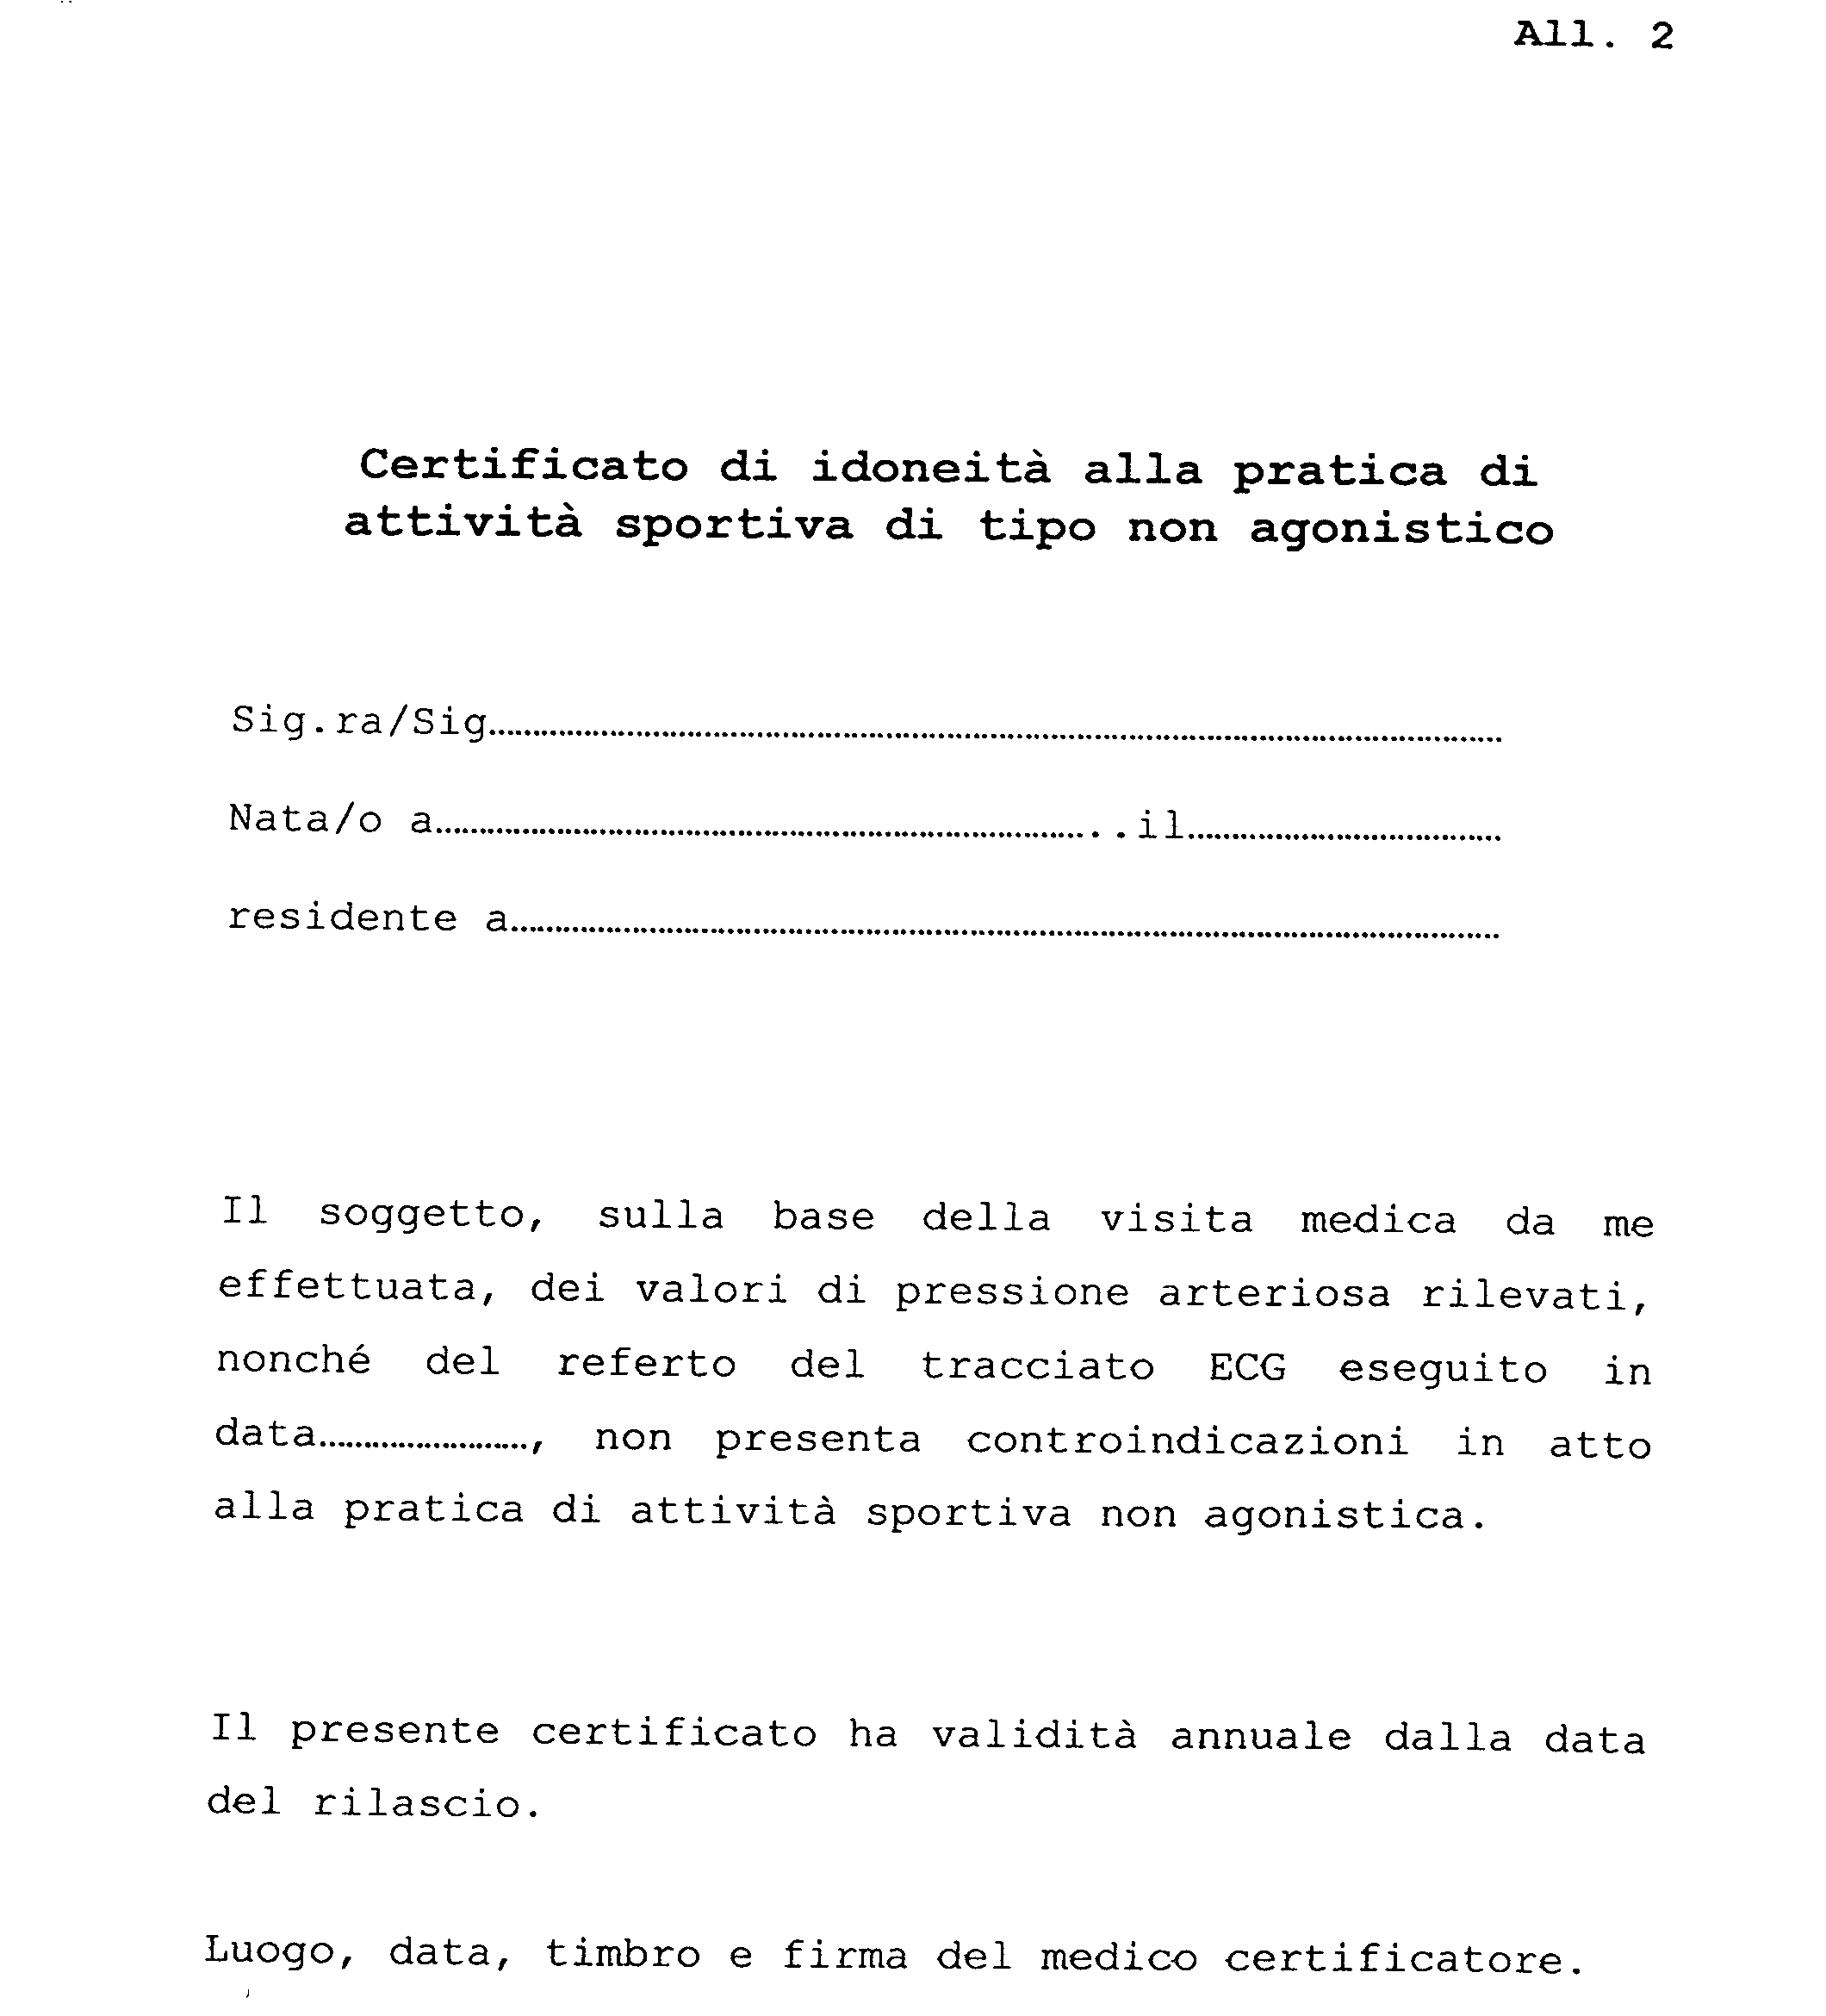 All. 2
Certificato di idoneità alla pratica di
attività sportiva di tipo non agonistico
Sig.ra/Sig...............................................................................
Nata/o a..........................................................il...........................
residente a...............................................................................
Il soggetto, sulla base della visita medica da me
effettuata, dei valori di pressione arteriosa rilevati,
nonché del referto del tracciato ECG eseguito in
data......................, non presenta controindicazioni in atto
alla pratica di attività sportiva non agonistica.
Il presente certificato ha validità annuale dalla data
del rilascio.
Luogo, data, timbro e firma del medico certificatore.